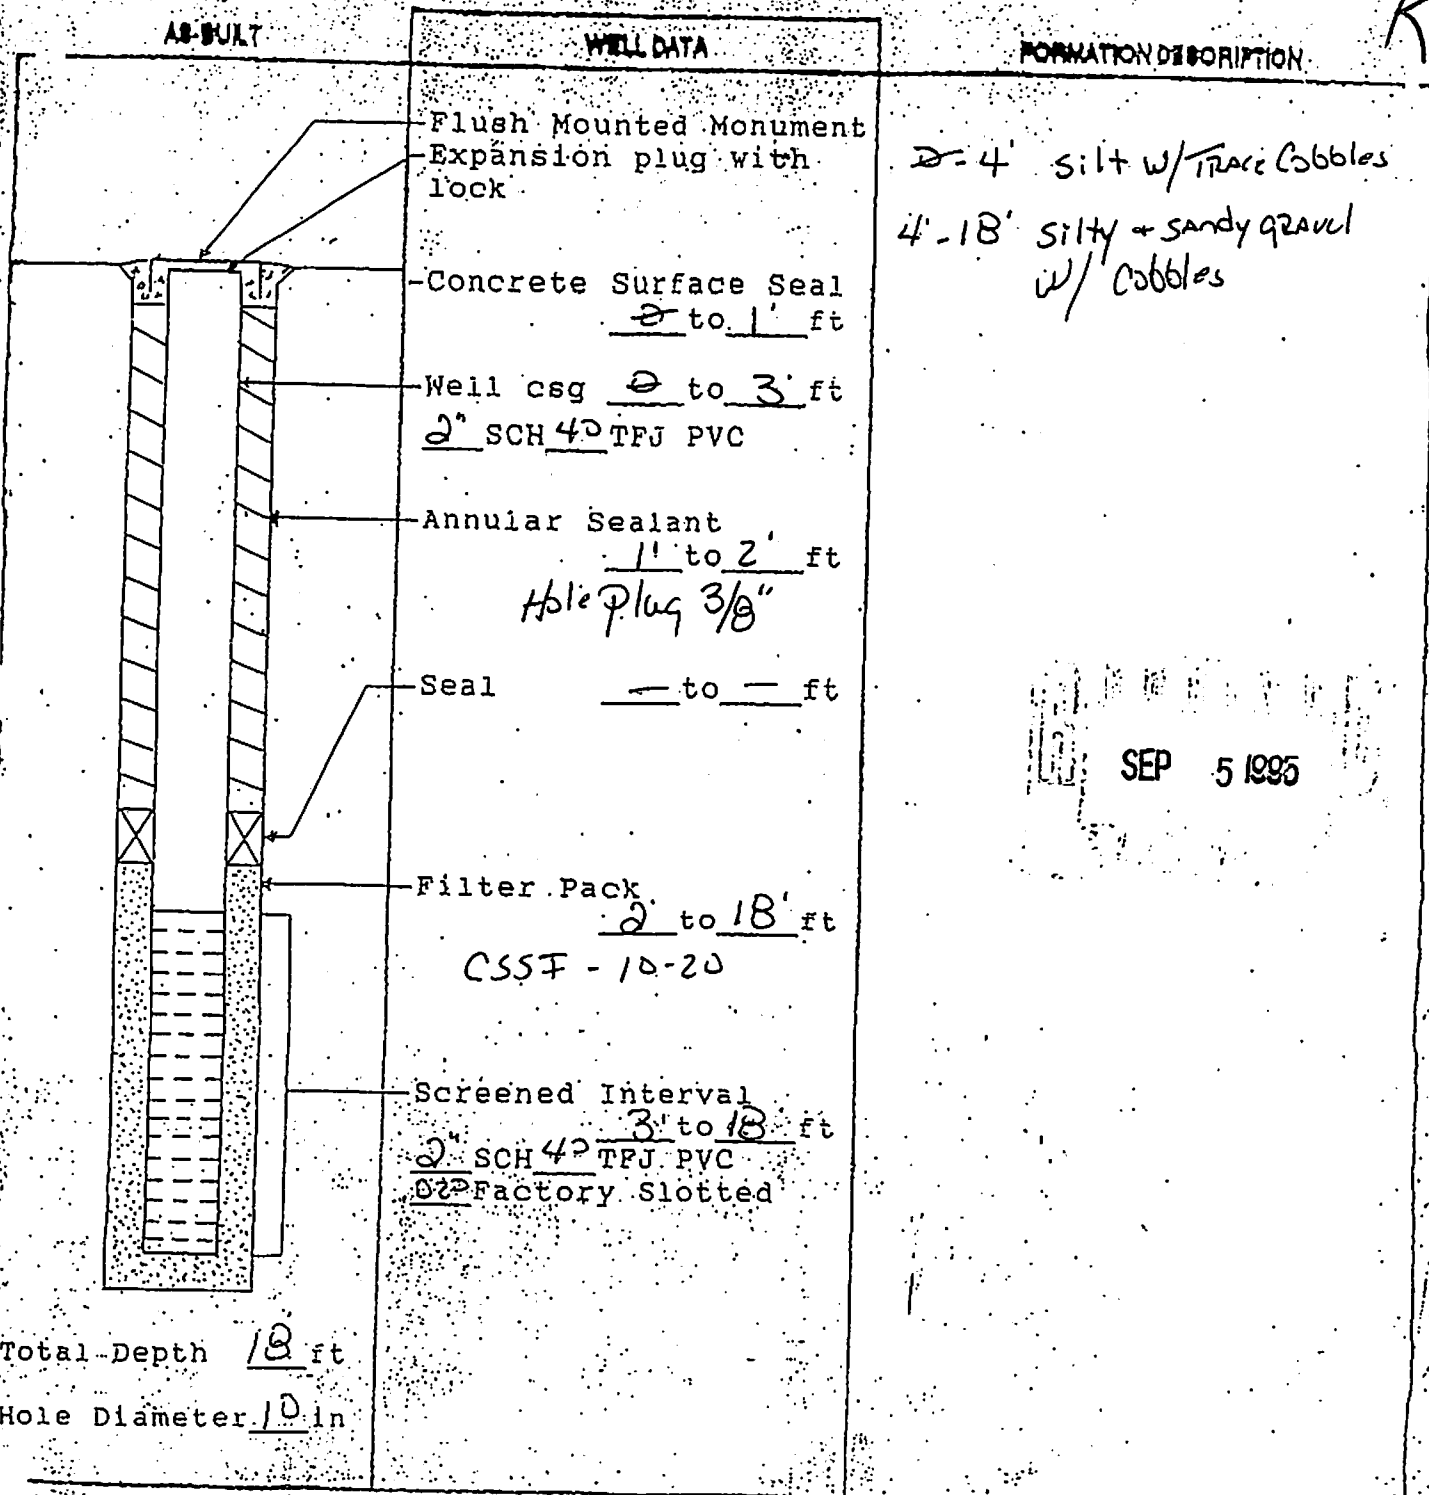 AS-BUILT
WELL DATA
FORMATION DESCRIPTION
Flush Mounted Monument
Expansion plug with
lock
Concrete Surface Seal
0 to 1' ft
Well csg 0 to 3' ft
2" SCH 40 TFJ PVC
Annular Sealant
1' to 2' ft
Hole Plug 3/8"
Seal — to — ft
Filter Pack
2' to 18' ft
CSSF - 10-20
Screened Interval
3' to 18 ft
2" SCH 40 TFJ PVC
020 Factory Slotted
Total Depth 18 ft
Hole Diameter 10 in
0-4' silt w/ TRACE Cobbles
4'-18' silty + sandy gravel
w/ cobbles
SEP 5 1995